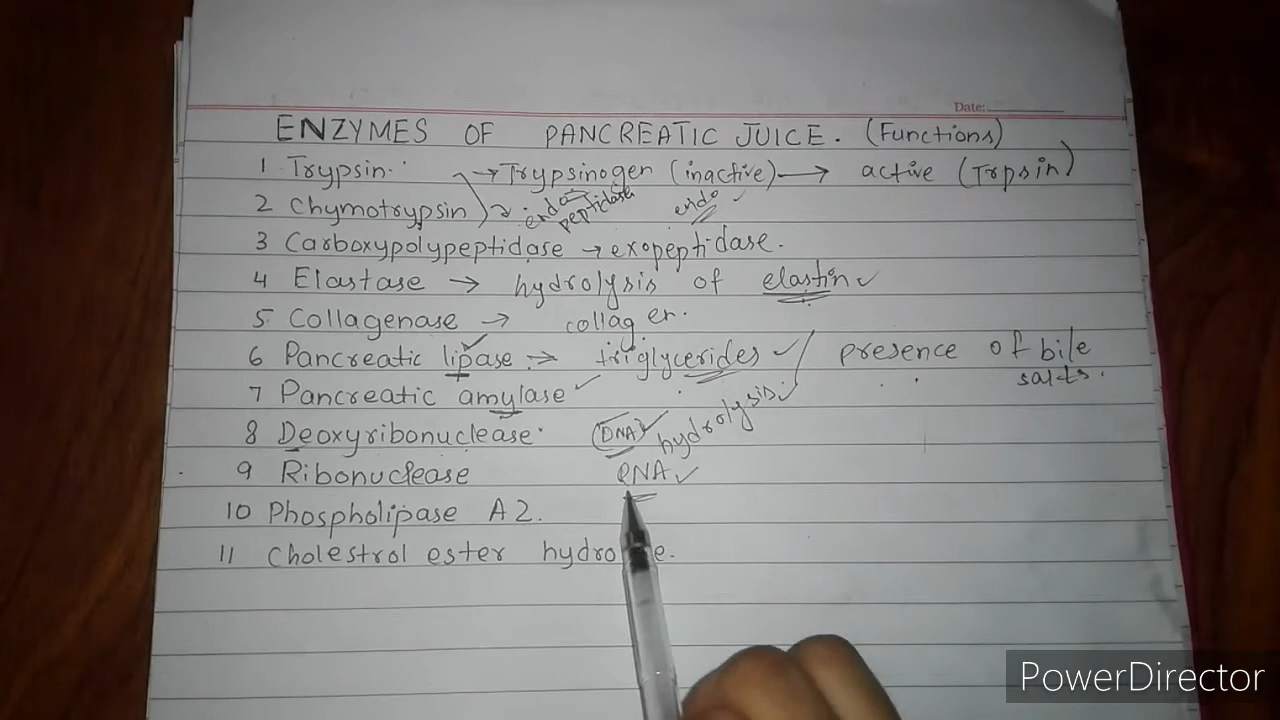 Date:
ENZYMES OF PANCREATIC JUICE. (Functions)
1 Trypsin. → Trypsinogen (inactive) → active (Trpsin)
2 Chymotrypsin → endo peptidase endo ✓
3 Carboxypolypeptidase → exopeptidase.
4 Elastase → hydrolysis of elastin ✓
5. Collagenase → collagen.
6 Pancreatic lipase → triglycerides ✓ presence of bile salts.
7 Pancreatic amylase ✓ hydrolysis ✓
8 Deoxyribonuclease DNA ✓
9 Ribonuclease RNA ✓
10 Phospholipase A2.
11 Cholestrol ester
PowerDirector